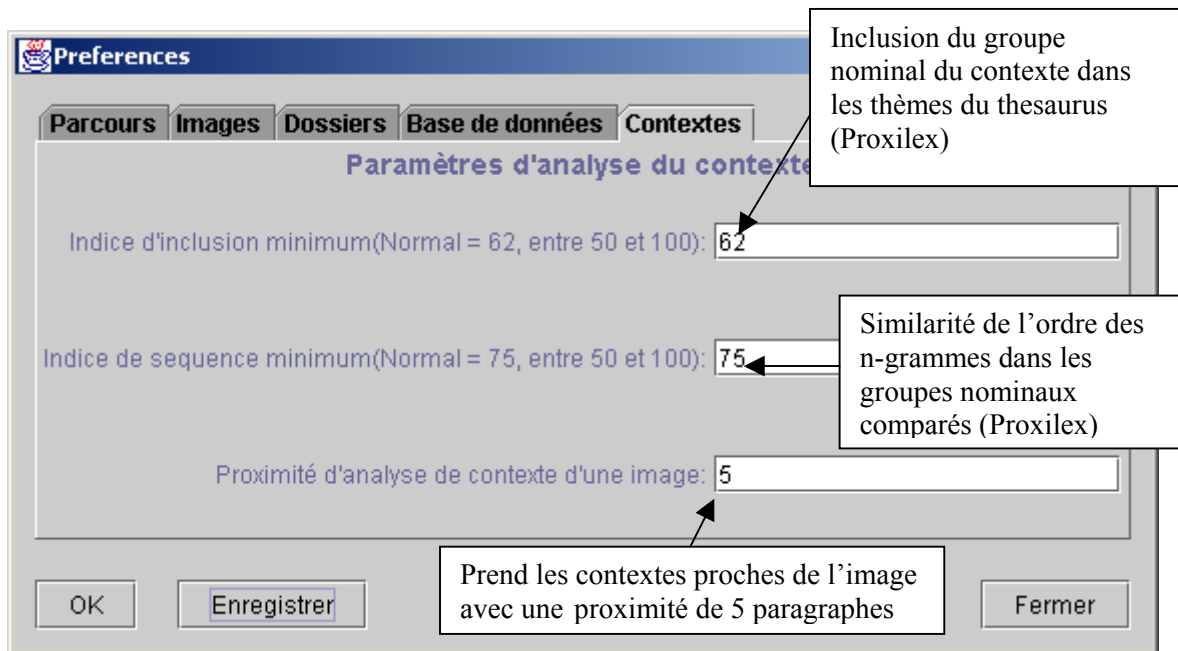 Preferences
Inclusion du groupe
nominal du contexte dans
les thèmes du thesaurus
(Proxilex)
Parcours Images Dossiers Base de données Contextes
Paramètres d'analyse du contexte
Indice d'inclusion minimum(Normal = 62, entre 50 et 100): 62
Similarité de l'ordre des
n-grammes dans les
groupes nominaux
comparés (Proxilex)
Indice de sequence minimum(Normal = 75, entre 50 et 100): 75
Proximité d'analyse de contexte d'une image: 5
Prend les contextes proches de l'image
avec une proximité de 5 paragraphes
OK Enregistrer Fermer